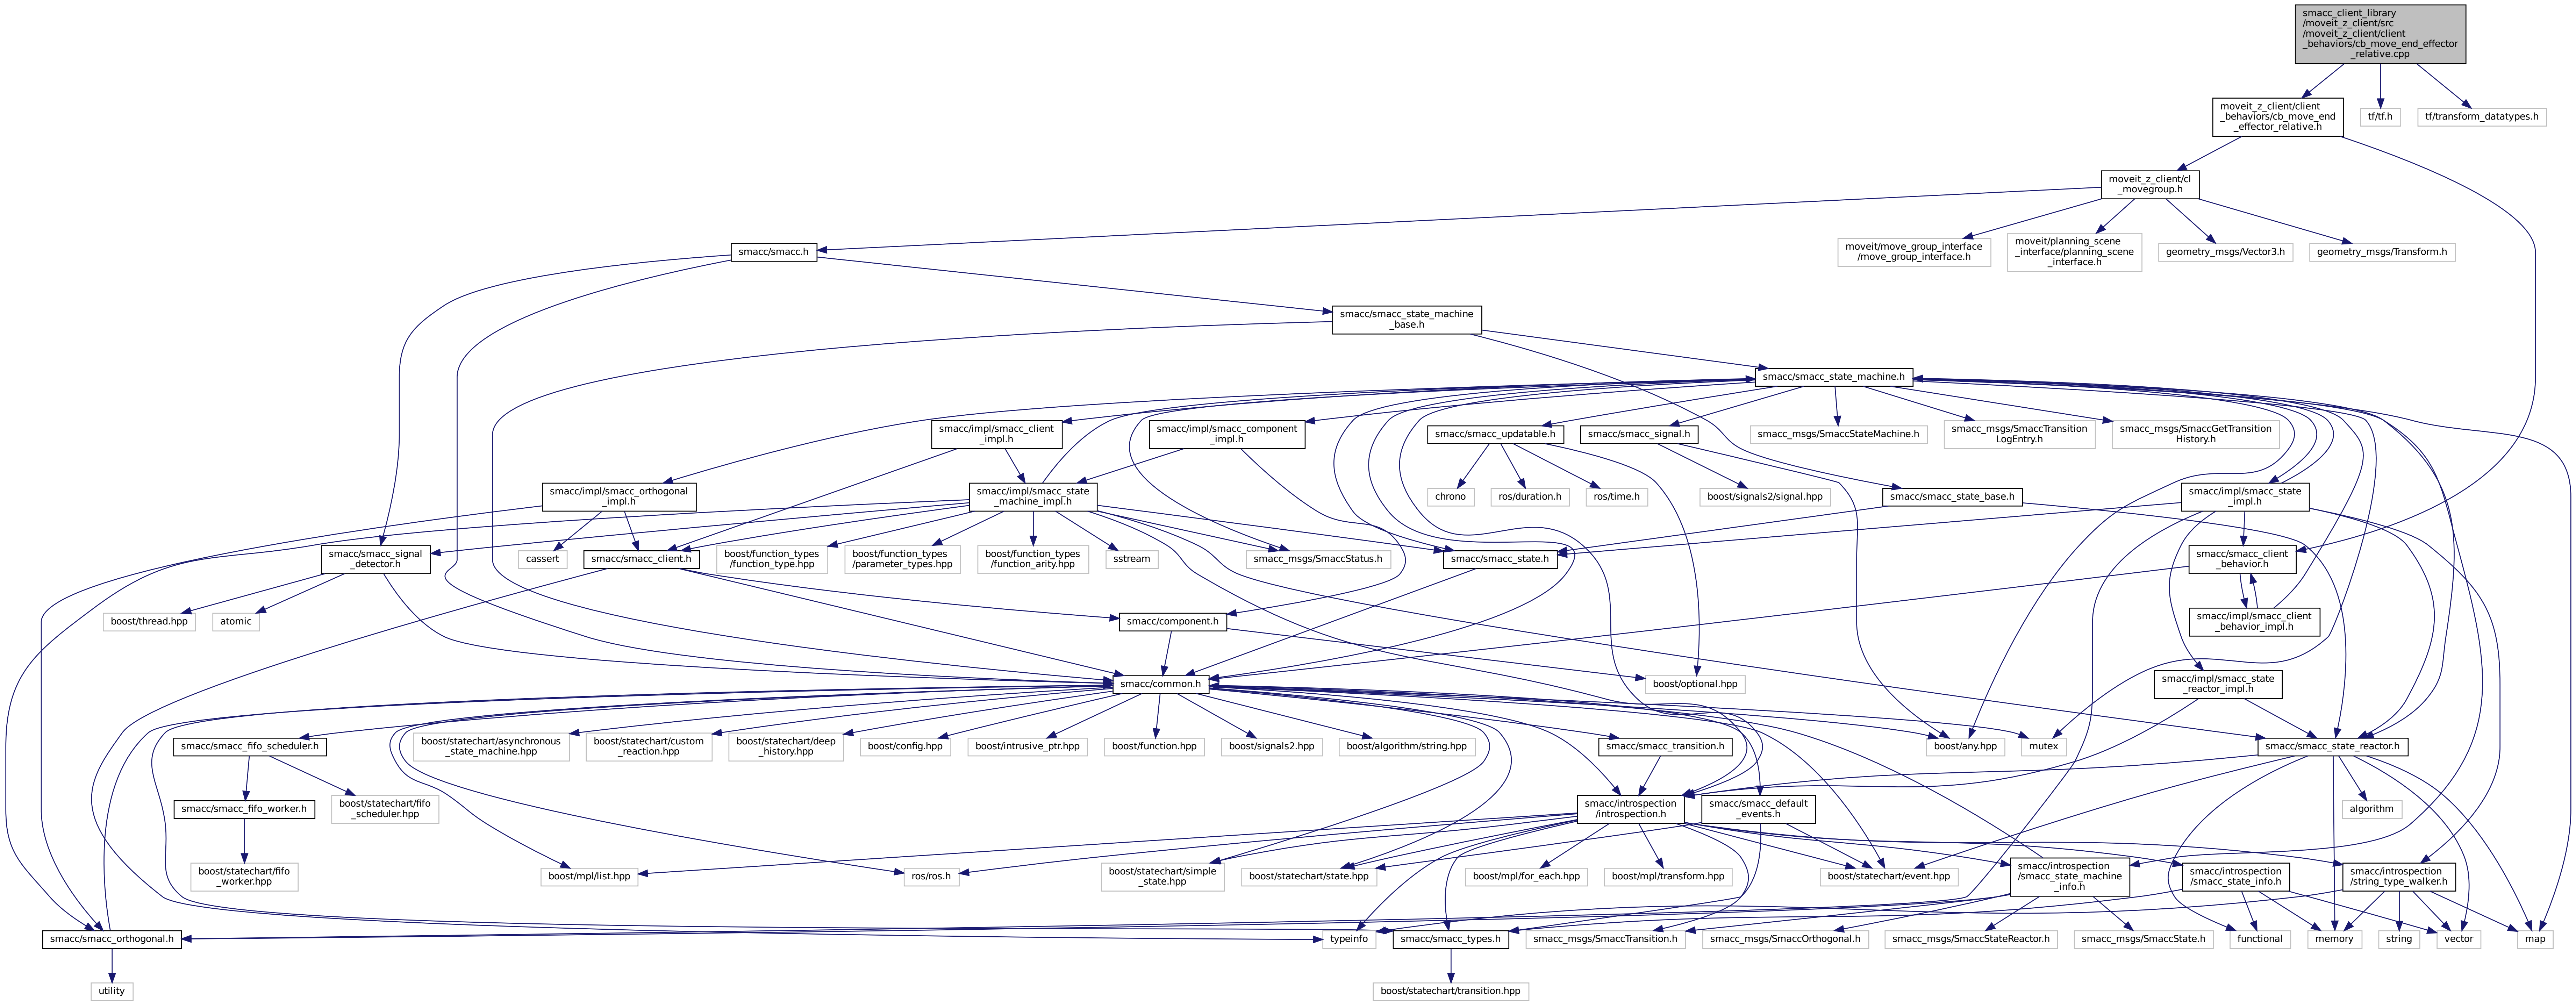 smacc_client_library
/moveit_z_client/src
/moveit_z_client/client
_behaviors/cb_move_end_effector
_relative.cpp
moveit_z_client/client
_behaviors/cb_move_end
_effector_relative.h
tf/tf.h
tf/transform_datatypes.h
moveit_z_client/cl
_movegroup.h
smacc/smacc.h
moveit/move_group_interface
/move_group_interface.h
moveit/planning_scene
_interface/planning_scene
_interface.h
geometry_msgs/Vector3.h
geometry_msgs/Transform.h
smacc/smacc_state_machine
_base.h
smacc/smacc_state_machine.h
smacc/impl/smacc_client
_impl.h
smacc/impl/smacc_component
_impl.h
smacc/smacc_updatable.h
smacc/smacc_signal.h
smacc_msgs/SmaccStateMachine.h
smacc_msgs/SmaccTransition
LogEntry.h
smacc_msgs/SmaccGetTransition
History.h
smacc/impl/smacc_orthogonal
_impl.h
smacc/impl/smacc_state
_machine_impl.h
chrono
ros/duration.h
ros/time.h
boost/signals2/signal.hpp
smacc/smacc_state_base.h
smacc/impl/smacc_state
_impl.h
smacc/smacc_signal
_detector.h
cassert
smacc/smacc_client.h
boost/function_types
/function_type.hpp
boost/function_types
/parameter_types.hpp
boost/function_types
/function_arity.hpp
sstream
smacc_msgs/SmaccStatus.h
smacc/smacc_state.h
smacc/smacc_client
_behavior.h
boost/thread.hpp
atomic
smacc/component.h
smacc/impl/smacc_client
_behavior_impl.h
smacc/common.h
boost/optional.hpp
smacc/impl/smacc_state
_reactor_impl.h
smacc/smacc_fifo_scheduler.h
boost/statechart/asynchronous
_state_machine.hpp
boost/statechart/custom
_reaction.hpp
boost/statechart/deep
_history.hpp
boost/config.hpp
boost/intrusive_ptr.hpp
boost/function.hpp
boost/signals2.hpp
boost/algorithm/string.hpp
smacc/smacc_transition.h
boost/any.hpp
mutex
smacc/smacc_state_reactor.h
smacc/smacc_fifo_worker.h
boost/statechart/fifo
_scheduler.hpp
smacc/introspection
/introspection.h
smacc/smacc_default
_events.h
algorithm
boost/statechart/fifo
_worker.hpp
boost/mpl/list.hpp
ros/ros.h
boost/statechart/simple
_state.hpp
boost/statechart/state.hpp
boost/mpl/for_each.hpp
boost/mpl/transform.hpp
boost/statechart/event.hpp
smacc/introspection
/smacc_state_machine
_info.h
smacc/introspection
/smacc_state_info.h
smacc/introspection
/string_type_walker.h
smacc/smacc_orthogonal.h
typeinfo
smacc/smacc_types.h
smacc_msgs/SmaccTransition.h
smacc_msgs/SmaccOrthogonal.h
smacc_msgs/SmaccStateReactor.h
smacc_msgs/SmaccState.h
functional
memory
string
vector
map
utility
boost/statechart/transition.hpp